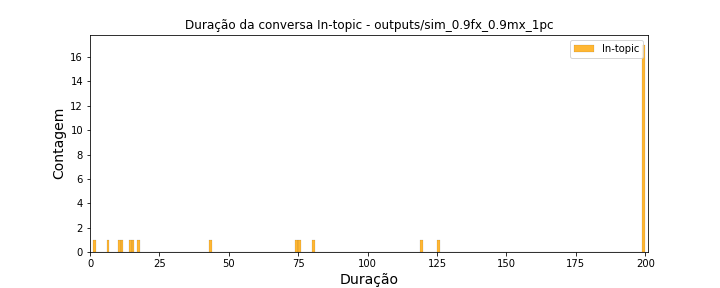 Duração da conversa In-topic - outputs/sim_0.9fx_0.9mx_1pc
In-topic
Contagem
16
14
12
10
8
6
4
2
0
0 25 50 75 100 125 150 175 200
Duração